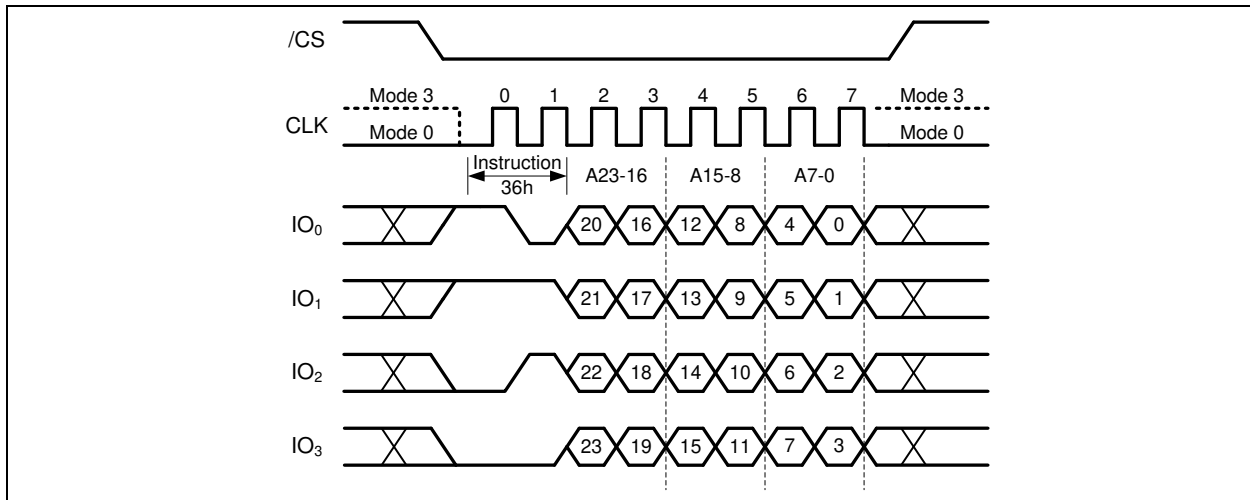 /CS
Mode 3 0 1 2 3 4 5 6 7 Mode 3
CLK
Mode 0 Mode 0
Instruction
36h A23-16 A15-8 A7-0
IO₀ 20 16 12 8 4 0
IO₁ 21 17 13 9 5 1
IO₂ 22 18 14 10 6 2
IO₃ 23 19 15 11 7 3